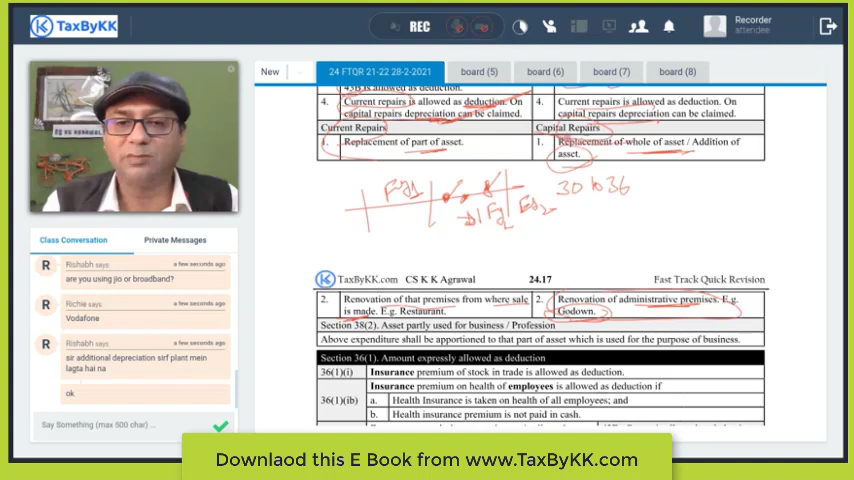 TaxByKK
REC
Recorder
attendee
New
24 FTQR 21-22 28-2-2021
board (5)
board (6)
board (7)
board (8)
43B is allowed as deduction.
4. Current repairs is allowed as deduction. On capital repairs depreciation can be claimed.
4. Current repairs is allowed as deduction. On capital repairs depreciation can be claimed.
Current Repairs
Capital Repairs
1. Replacement of part of asset.
1. Replacement of whole of asset / Addition of asset.
30 to 36
TaxByKK.com CS K K Agrawal 24.17 Fast Track Quick Revision
2. Renovation of that premises from where sale is made. E.g. Restaurant.
2. Renovation of administrative premises. E.g. Godown.
Section 38(2). Asset partly used for business / Profession
Above expenditure shall be apportioned to that part of asset which is used for the purpose of business.
Section 36(1). Amount expressly allowed as deduction
36(1)(i) Insurance premium of stock in trade is allowed as deduction.
36(1)(ib) Insurance premium on health of employees is allowed as deduction if
a. Health Insurance is taken on health of all employees; and
b. Health insurance premium is not paid in cash.
Class Conversation
Private Messages
R
Rishabh says
a few seconds ago
are you using jio or broadband?
R
Richie says
a few seconds ago
Vodafone
R
Rishabh says
a few seconds ago
sir additional depreciation sirf plant mein
lagta hai na
ok
Say Something (max 500 char) ...
Downlaod this E Book from www.TaxByKK.com